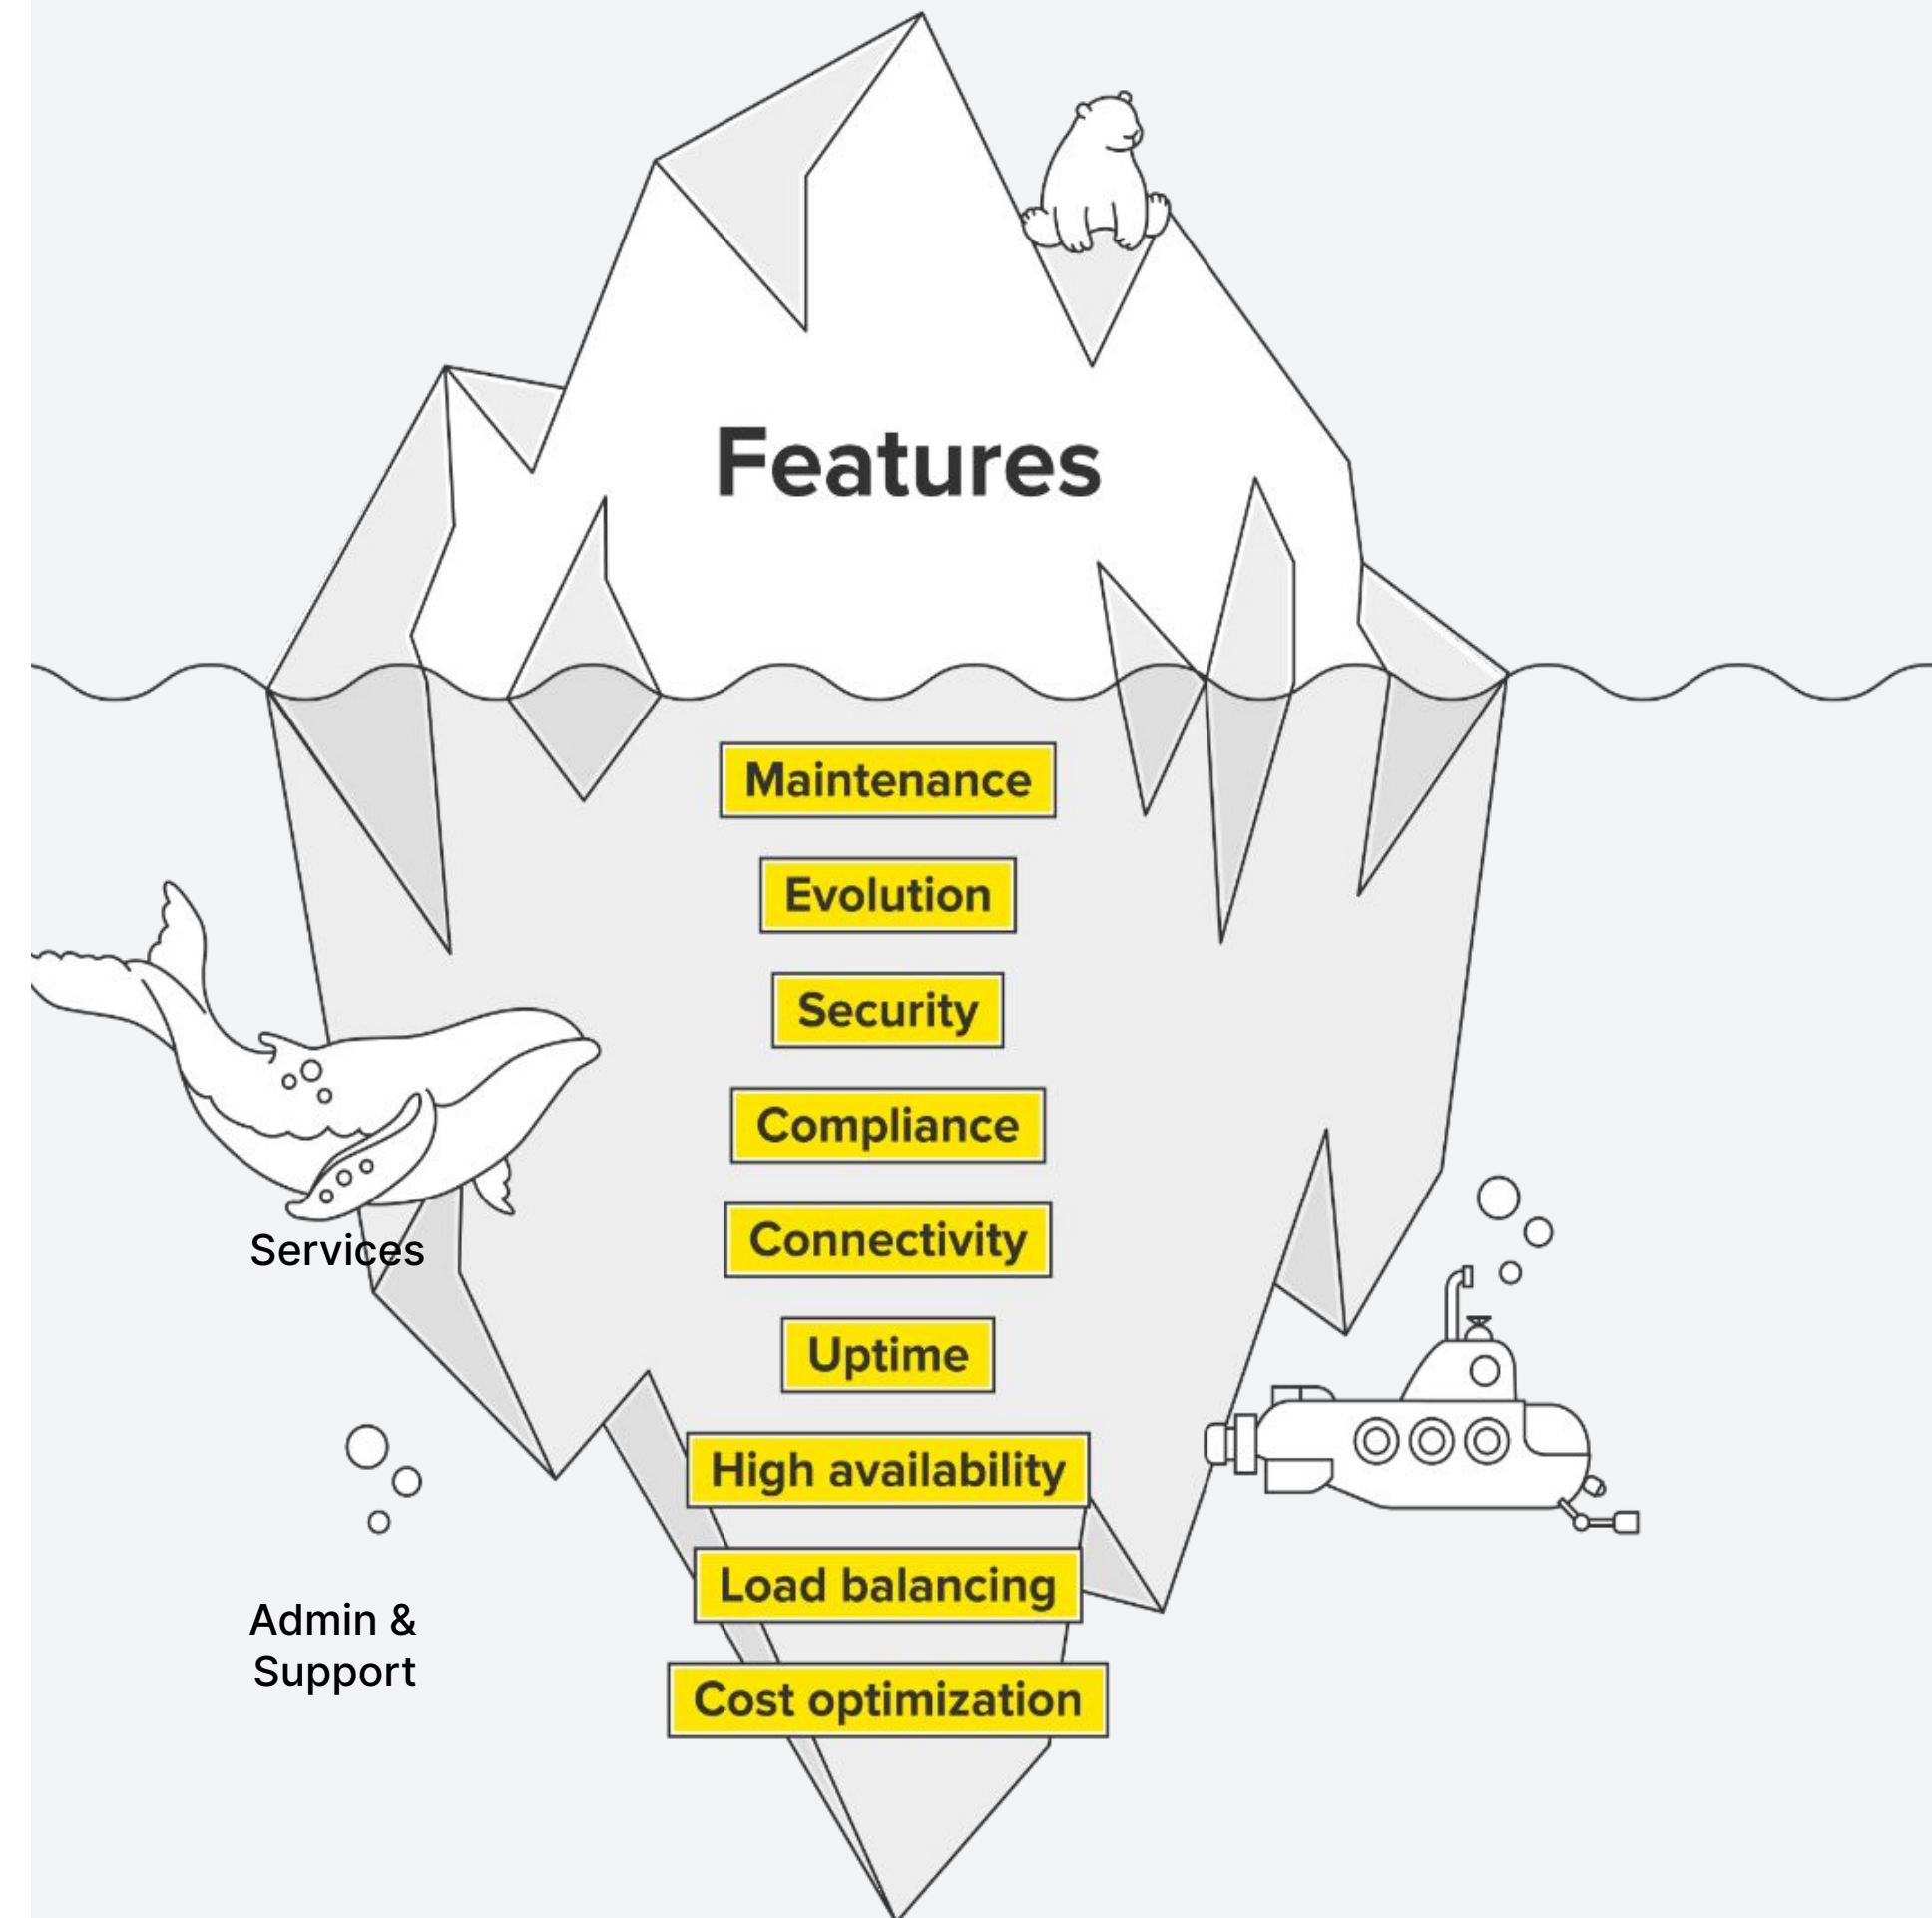 Features
Maintenance
Evolution
Security
Compliance
Connectivity
Services
Uptime
High availability
Load balancing
Admin &
Support
Cost optimization